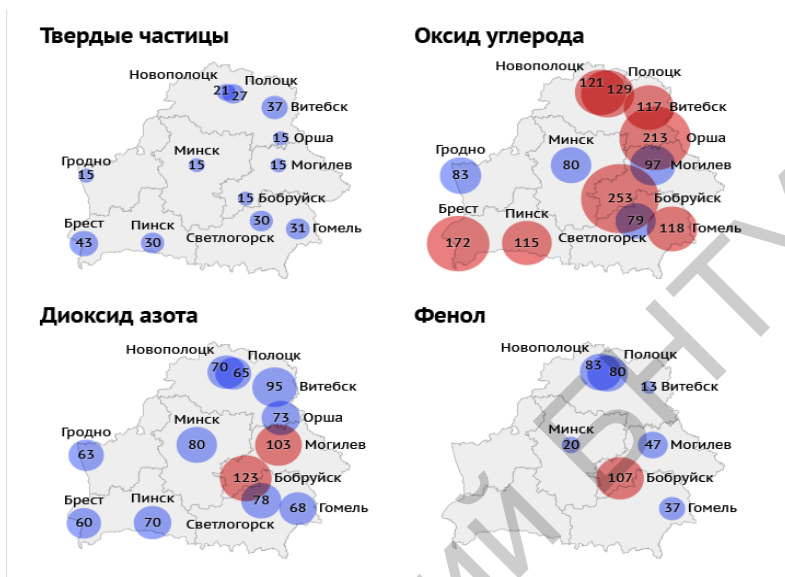 Твердые частицы
Новополоцк
Полоцк
21
27
37 Витебск
15 Орша
Минск
15
15 Могилев
Гродно
15
15 Бобруйск
30
Брест
43
Пинск
30
Светлогорск
31 Гомель
Оксид углерода
Новополоцк
Полоцк
121
129
117 Витебск
213 Орша
Гродно
83
Минск
80
97 Могилев
253 Бобруйск
79
Брест
172
Пинск
115
Светлогорск
118 Гомель
Диоксид азота
Новополоцк
Полоцк
70
65
95 Витебск
73 Орша
Минск
80
103 Могилев
Гродно
63
123 Бобруйск
78
Брест
60
Пинск
70
Светлогорск
68 Гомель
Фенол
Новополоцк
Полоцк
83
80
13 Витебск
Минск
20
47 Могилев
107 Бобруйск
37 Гомель
БНТУ